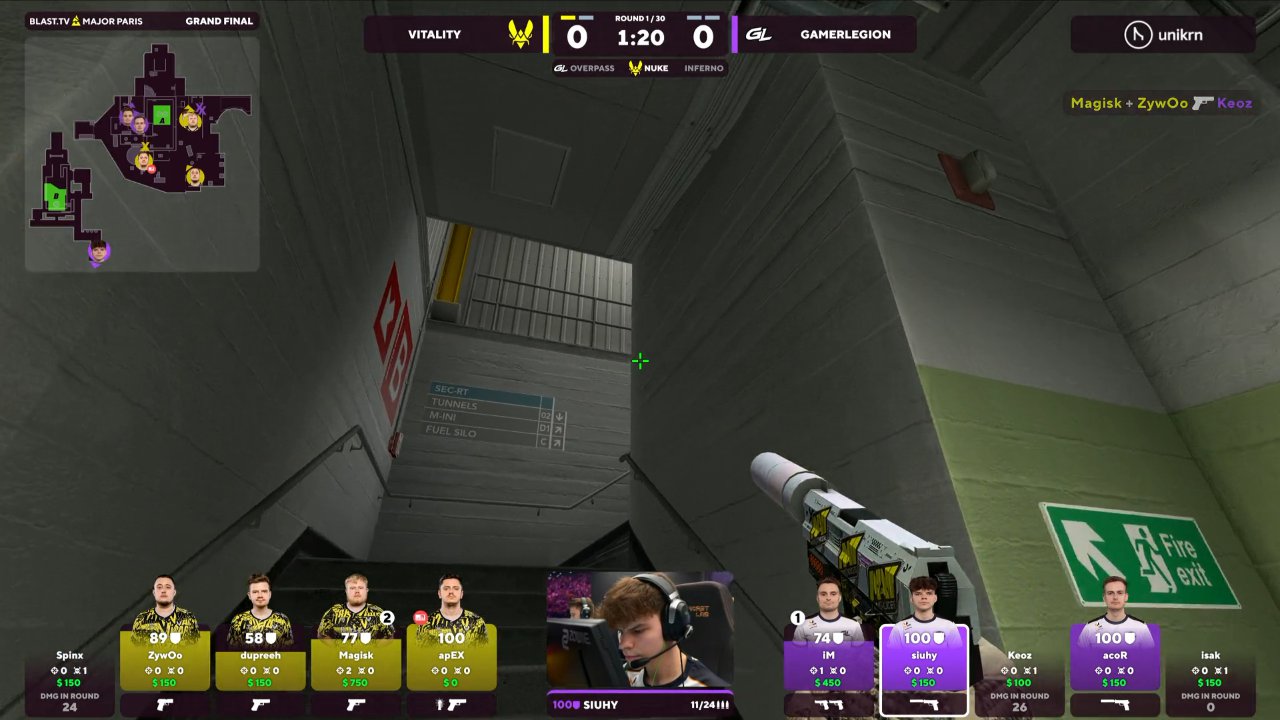 BLAST.TV MAJOR PARIS GRAND FINAL
VITALITY
0
ROUND 1 / 30
1:20
0
GL
GAMERLEGION
unikrn
GL OVERPASS NUKE INFERNO
Magisk + ZywOo Keoz
SEC-RT
TUNNELS 02
M-INI D1
FUEL SILO C
B
Fire
exit
Spinx
0 1
$150
DMG IN ROUND
24
89
ZywOo
0 0
$150
58
dupreeh
0 0
$150
2
77
Magisk
2 0
$750
100
apEX
0 0
$0
100 SIUHY 11/24
1
74
iM
1 0
$450
100
siuhy
0 0
$150
Keoz
0 1
$100
DMG IN ROUND
26
100
acoR
0 0
$150
isak
0 1
$150
DMG IN ROUND
0